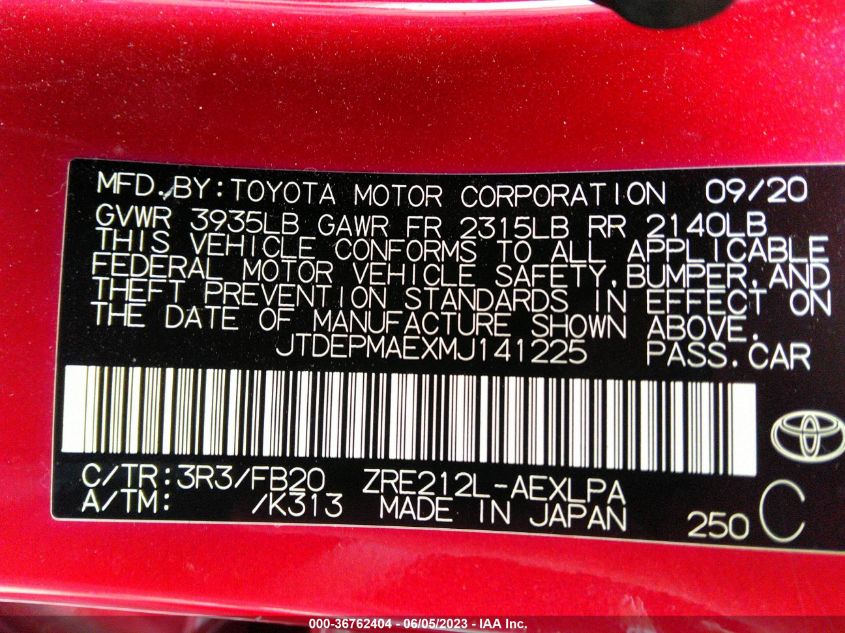 MFD. BY: TOYOTA MOTOR CORPORATION 09/20
GVWR 3935LB GAWR FR 2315LB RR 2140LB
THIS VEHICLE CONFORMS TO ALL APPLICABLE
FEDERAL MOTOR VEHICLE SAFETY, BUMPER, AND
THEFT PREVENTION STANDARDS IN EFFECT ON
THE DATE OF MANUFACTURE SHOWN ABOVE.
JTDEPMAEXMJ141225 PASS. CAR
C/TR: 3R3/FB20 ZRE212L-AEXLPA
A/TM: /K313 MADE IN JAPAN 250 C
000-36762404 - 06/05/2023 - IAA Inc.